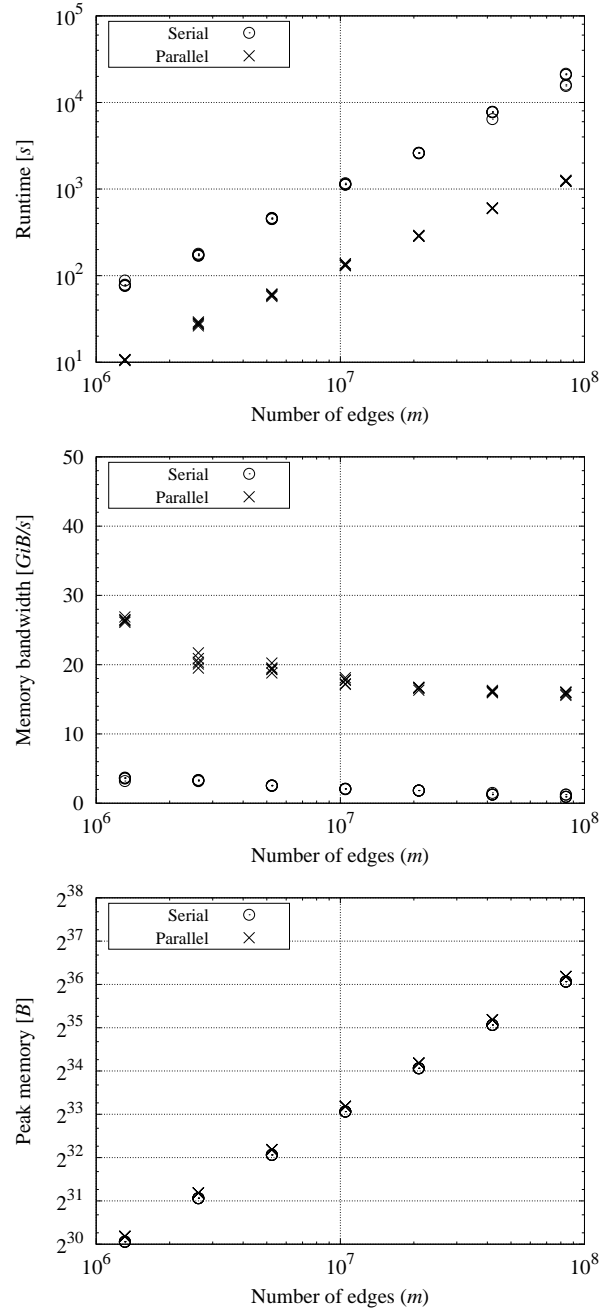 10^5
Serial
Parallel
10^4
10^3
10^2
10^1
Runtime [s]
10^6 10^7 10^8
Number of edges (m)
50
Serial
Parallel
40
30
20
10
0
Memory bandwidth [GiB/s]
10^6 10^7 10^8
Number of edges (m)
2^38
Serial
Parallel
2^37
2^36
2^35
2^34
2^33
2^32
2^31
2^30
Peak memory [B]
10^6 10^7 10^8
Number of edges (m)